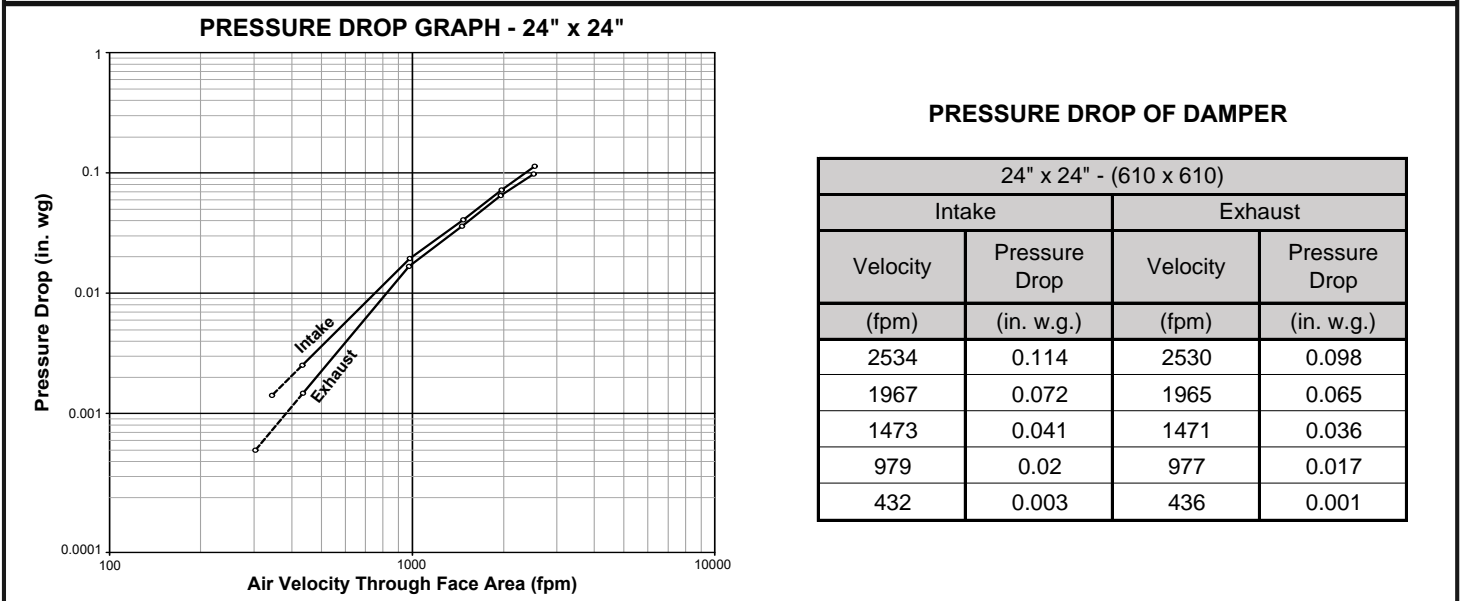 PRESSURE DROP GRAPH - 24" x 24"
1
0.1
0.01
0.001
0.0001
Pressure Drop (in. wg)
Intake
Exhaust
100
1000
10000
Air Velocity Through Face Area (fpm)
PRESSURE DROP OF DAMPER
24" x 24" - (610 x 610)
Intake Exhaust
Velocity Pressure Drop Velocity Pressure Drop
(fpm) (in. w.g.) (fpm) (in. w.g.)
2534 0.114 2530 0.098
1967 0.072 1965 0.065
1473 0.041 1471 0.036
979 0.02 977 0.017
432 0.003 436 0.001